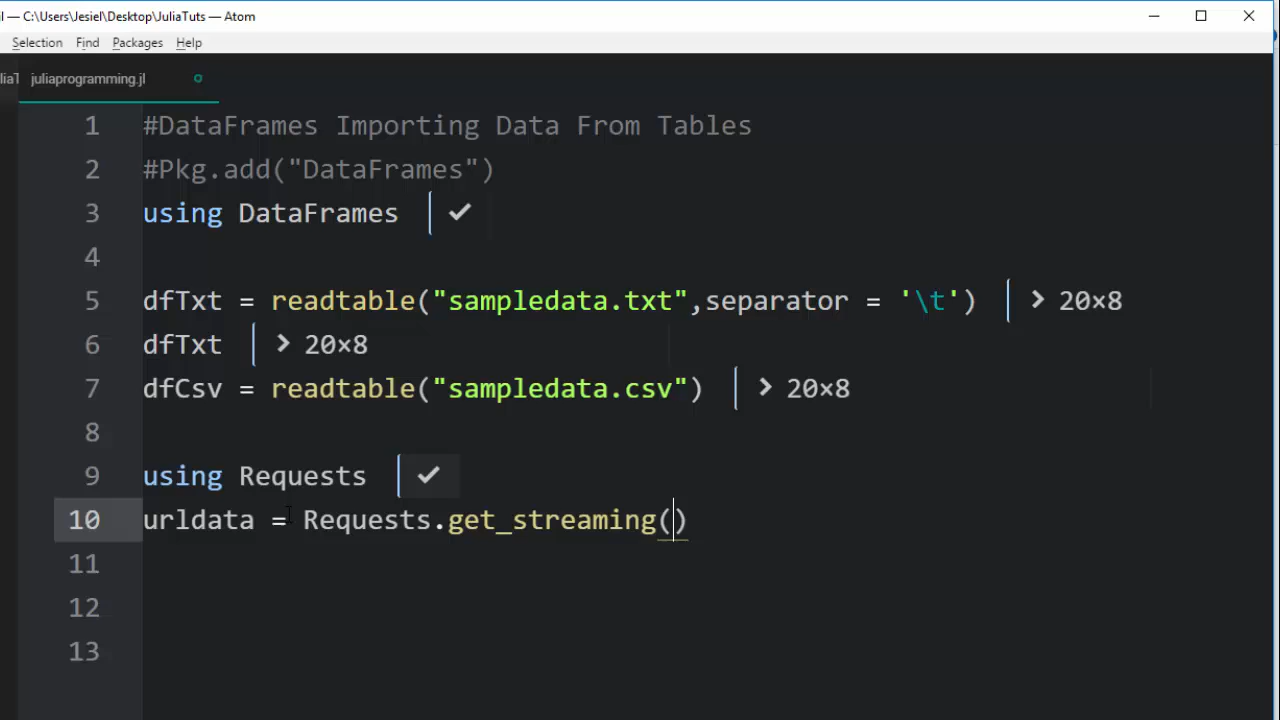 l — C:\Users\Jesiel\Desktop\JuliaTuts — Atom
Selection Find Packages Help
liaT juliaprogramming.jl
1 #DataFrames Importing Data From Tables
2 #Pkg.add("DataFrames")
3 using DataFrames
4
5 dfTxt = readtable("sampledata.txt",separator = '\t') > 20×8
6 dfTxt > 20×8
7 dfCsv = readtable("sampledata.csv") > 20×8
8
9 using Requests
10 urldata = Requests.get_streaming()
11
12
13